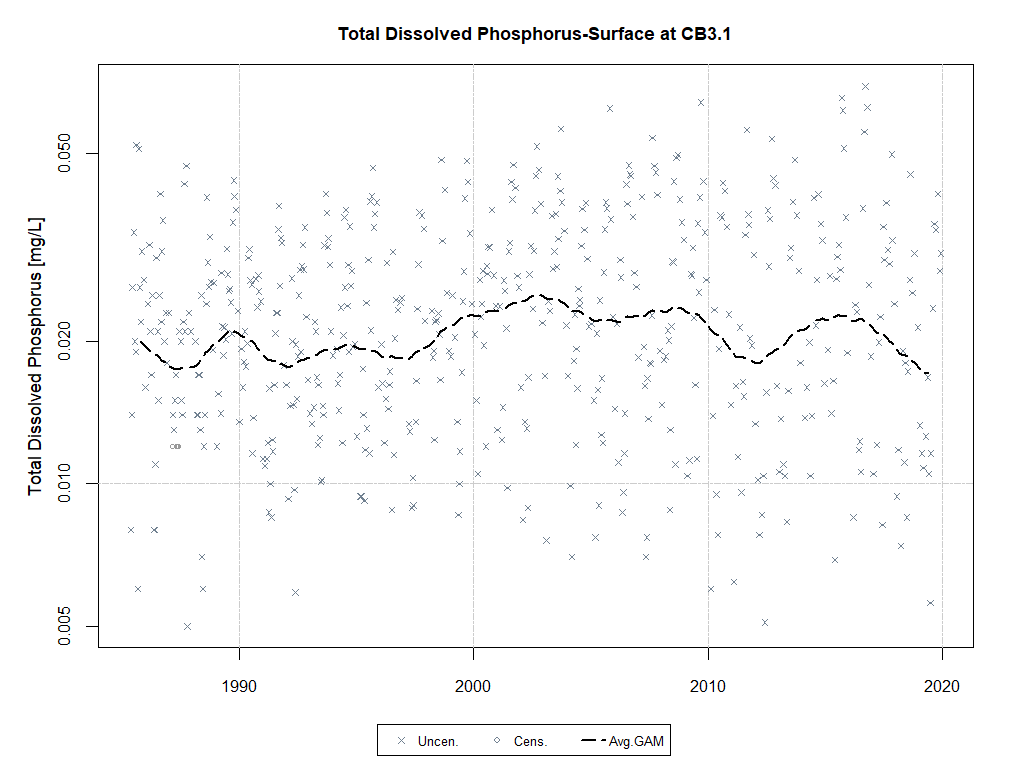 Total Dissolved Phosphorus-Surface at CB3.1
Total Dissolved Phosphorus [mg/L]
0.050
0.020
0.010
0.005
1990 2000 2010 2020
Uncen. Cens. Avg.GAM